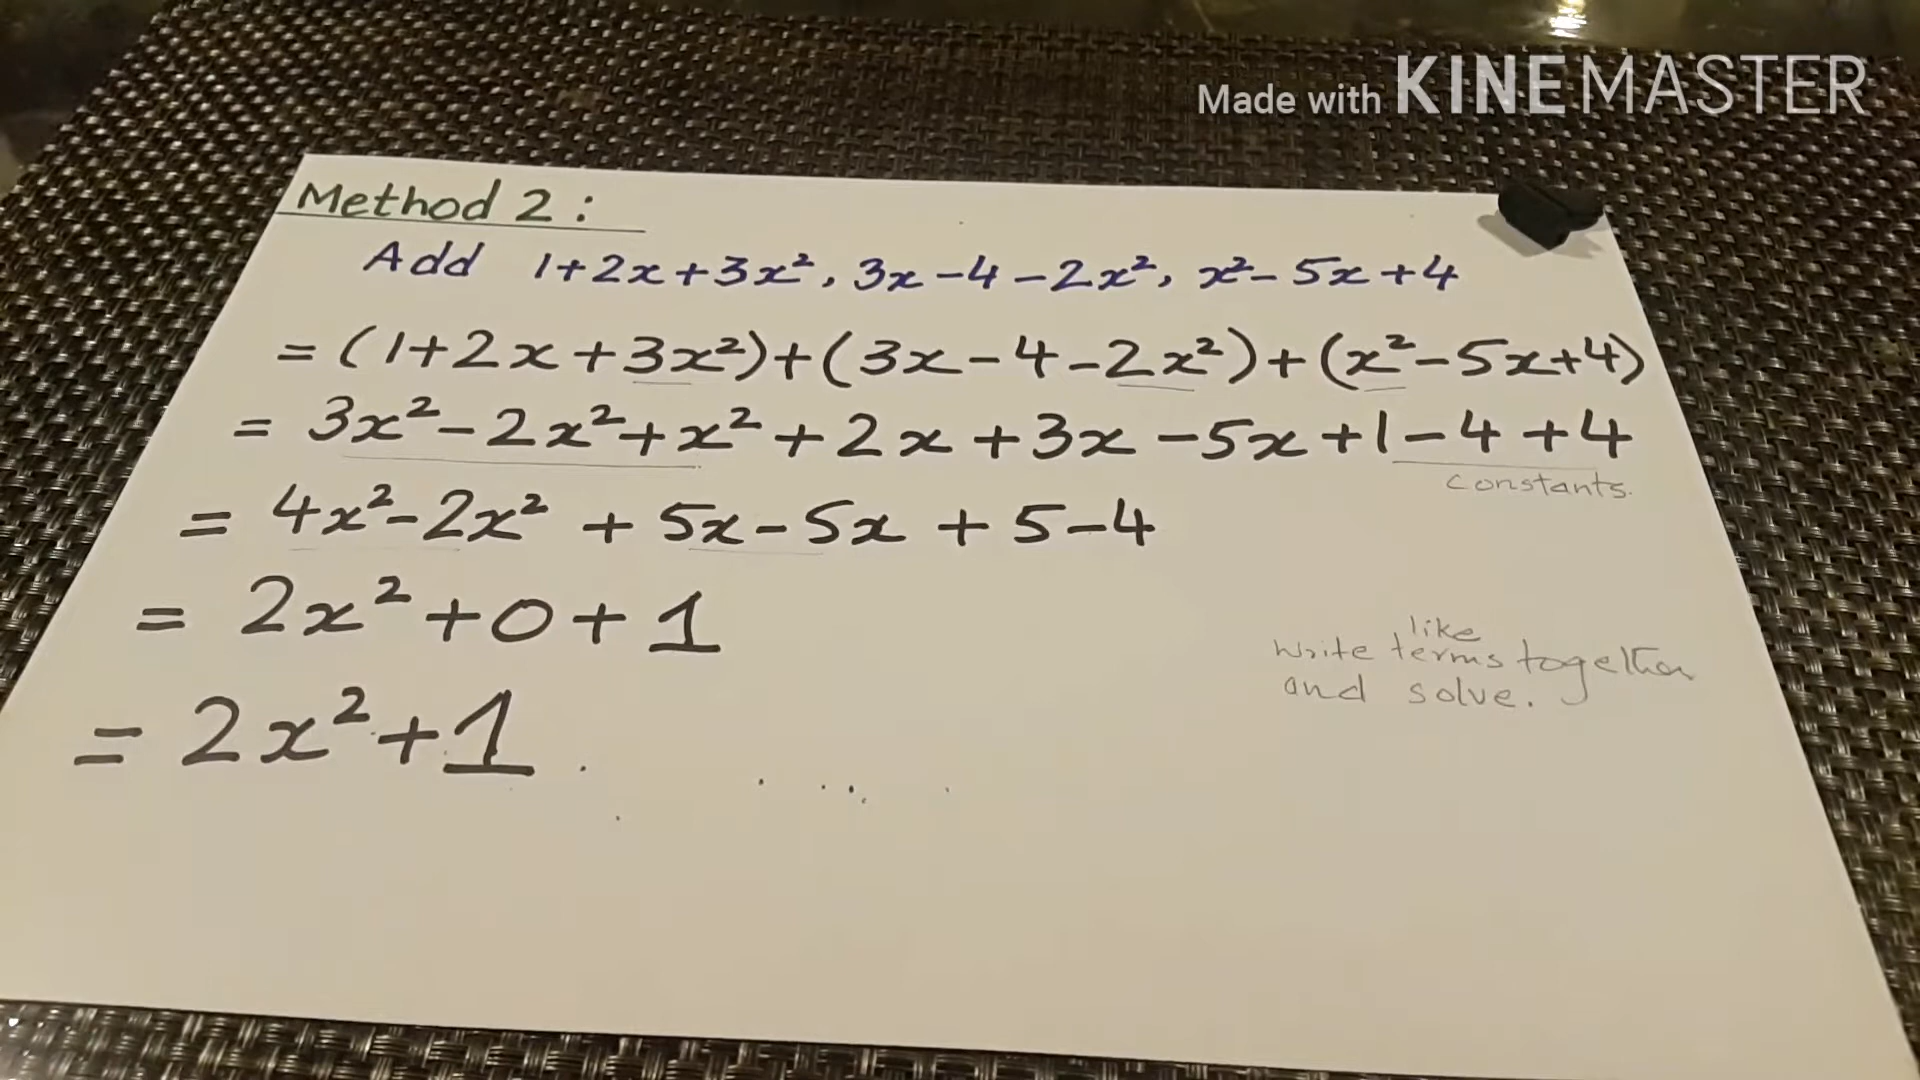 Made with KINEMASTER
Method 2 :
Add 1+2x+3x², 3x-4-2x², x²-5x+4
= (1+2x+3x²)+(3x-4-2x²)+(x²-5x+4)
= 3x²-2x²+x²+2x+3x-5x+1-4+4
constants.
= 4x²-2x² + 5x-5x + 5-4
= 2x²+0+1
like
write terms together
and solve.
= 2x²+1